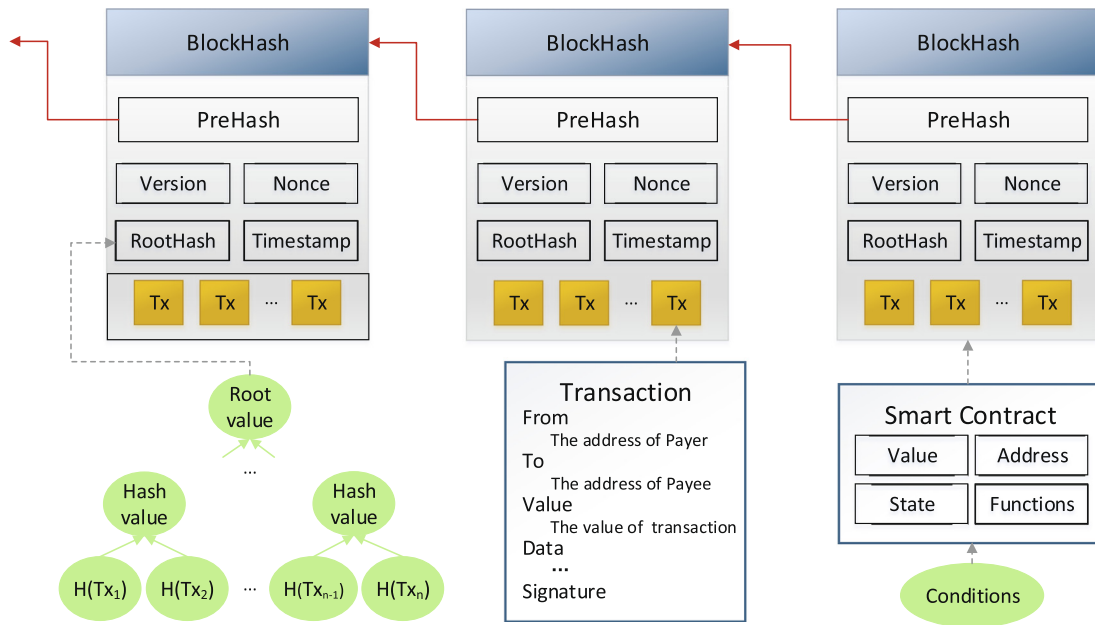 BlockHash BlockHash BlockHash
PreHash PreHash PreHash
Version Nonce Version Nonce Version Nonce
RootHash Timestamp RootHash Timestamp RootHash Timestamp
Tx Tx ... Tx Tx Tx ... Tx Tx Tx ... Tx
Root
value
...
Hash
value
Hash
value
H(Tx₁) H(Tx₂) ... H(Txₙ₋₁) H(Txₙ)
Transaction
From
The address of Payer
To
The address of Payee
Value
The value of transaction
Data
...
Signature
Smart Contract
Value Address
State Functions
Conditions